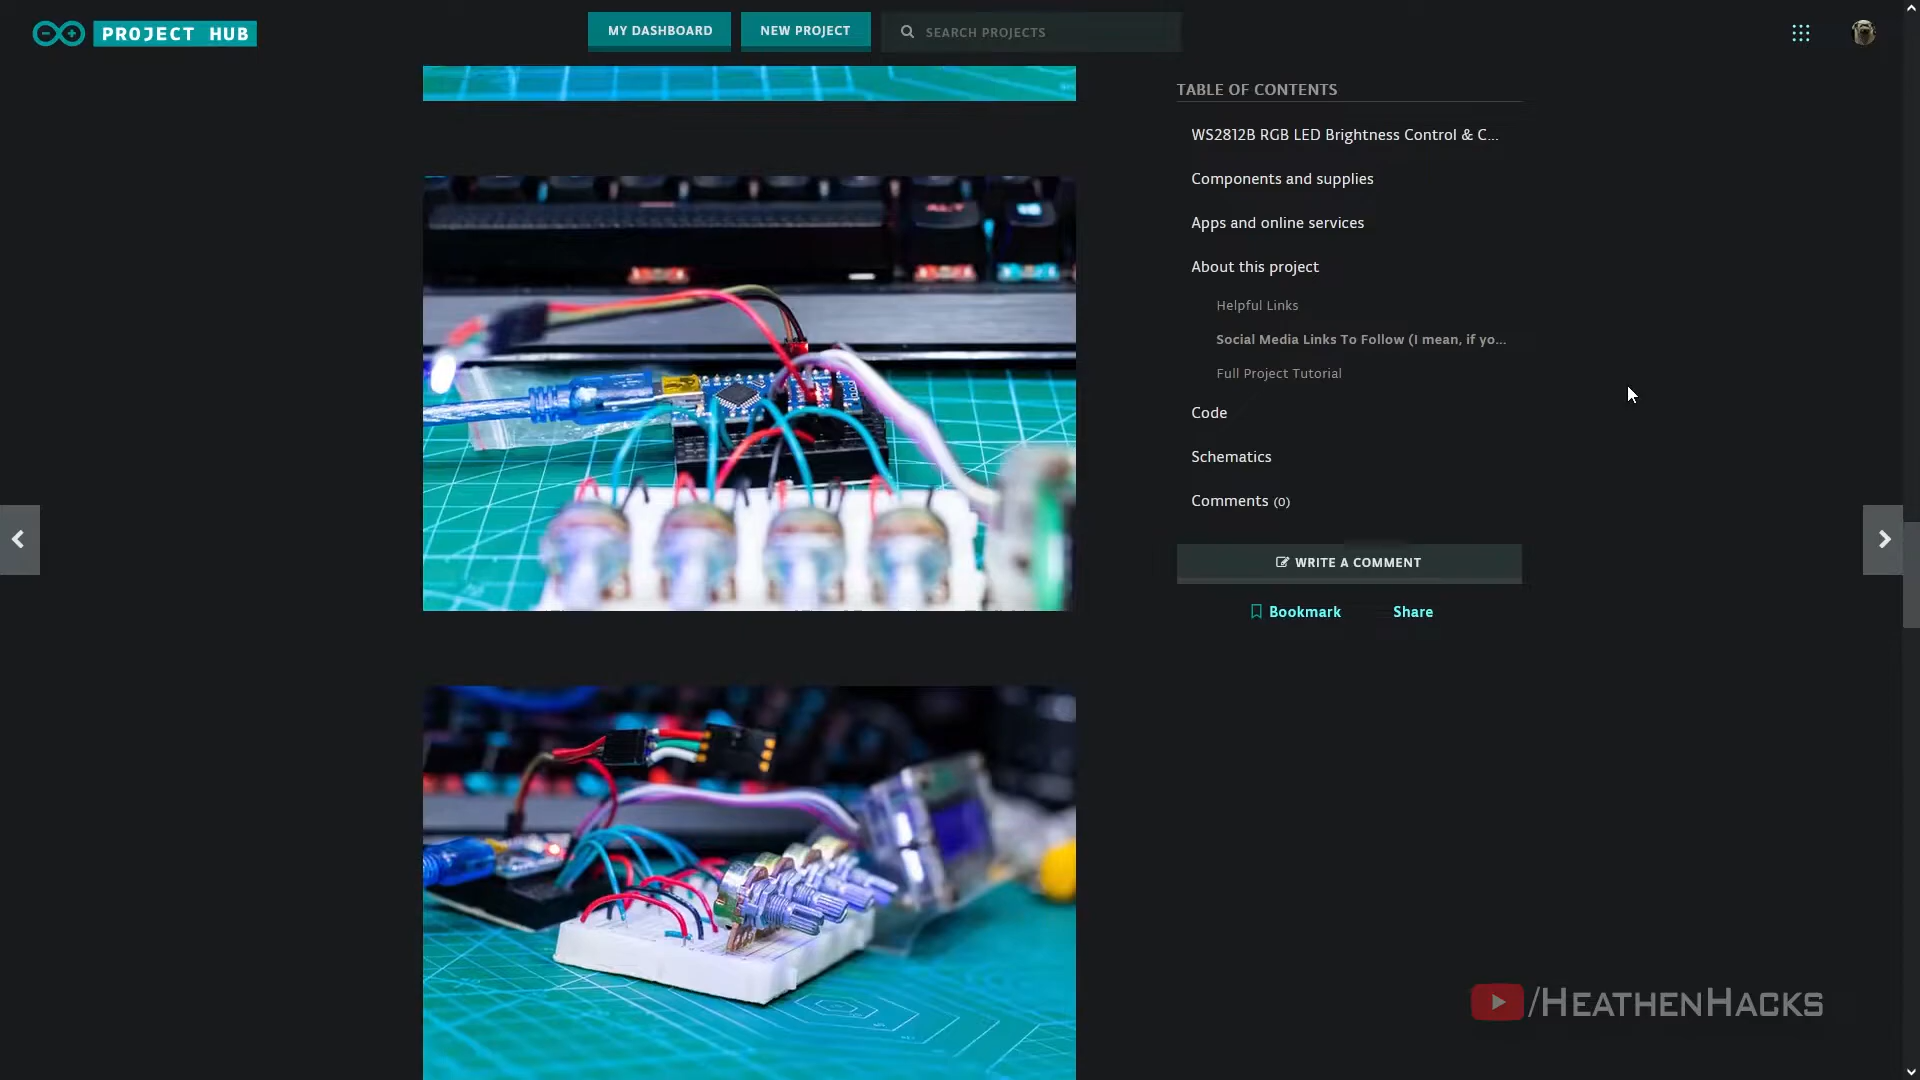 PROJECT HUB
MY DASHBOARD
NEW PROJECT
SEARCH PROJECTS
TABLE OF CONTENTS
WS2812B RGB LED Brightness Control & C...
Components and supplies
Apps and online services
About this project
Helpful Links
Social Media Links To Follow (I mean, if yo...
Full Project Tutorial
Code
Schematics
Comments (0)
WRITE A COMMENT
Bookmark
Share
ALT
/HEATHENHACKS